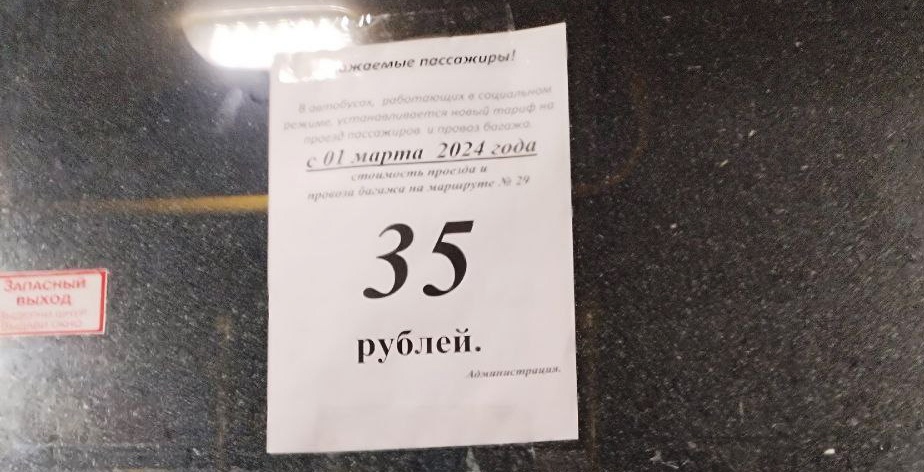 ажаемые пассажиры!
В автобусах, работающих в социальном
режиме, устанавливается новый тариф на
проезд пассажиров и провоз багажа.
с 01 марта 2024 года
стоимость проезда и
провоза багажа на маршруте № 29
35
рублей.
Администрация.
ЗАПАСНЫЙ
ВЫХОД